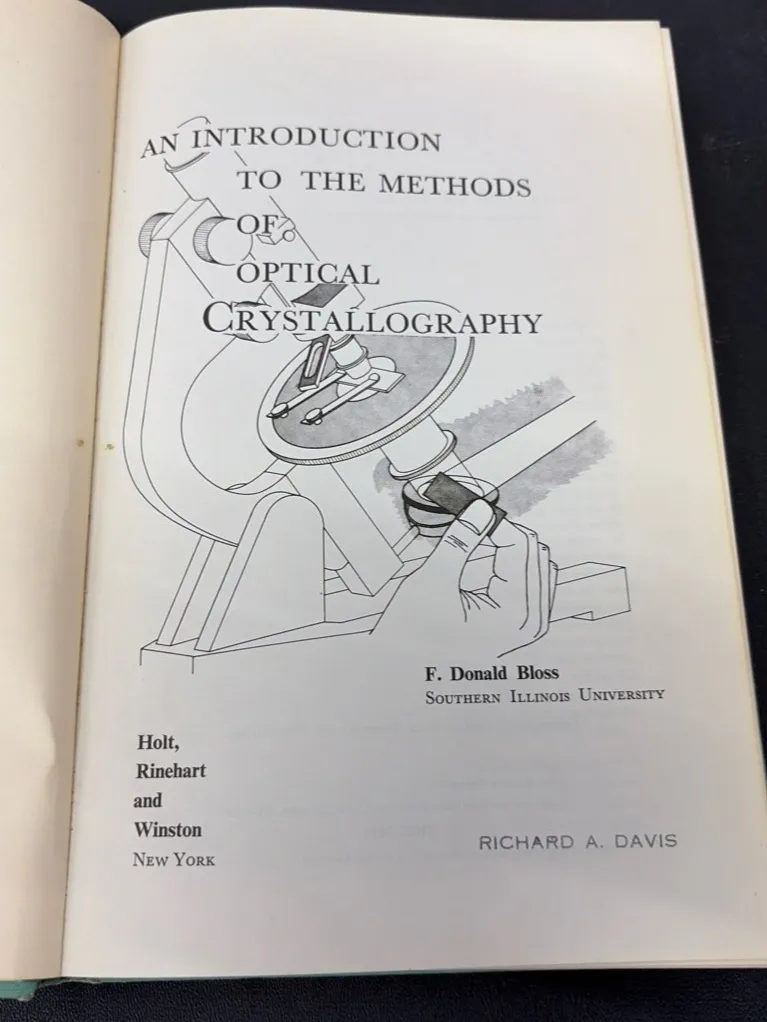 AN INTRODUCTION
TO THE METHODS
OF
OPTICAL
CRYSTALLOGRAPHY
F. Donald Bloss
SOUTHERN ILLINOIS UNIVERSITY
Holt,
Rinehart
and
Winston
NEW YORK
RICHARD A. DAVIS